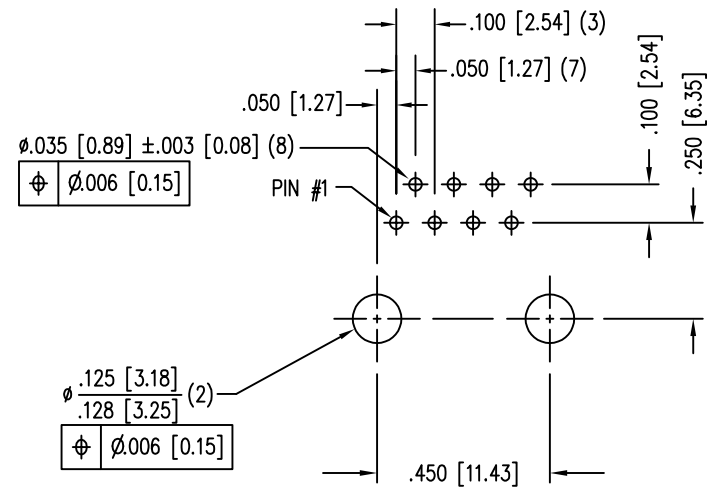 .100 [2.54] (3)
.050 [1.27] (7)
.050 [1.27]
.100 [2.54]
.250 [6.35]
ø.035 [0.89] ±.003 [0.08] (8)
⌖ Ø.006 [0.15]
PIN #1
ø .125 [3.18] (2)
.128 [3.25]
⌖ Ø.006 [0.15]
.450 [11.43]